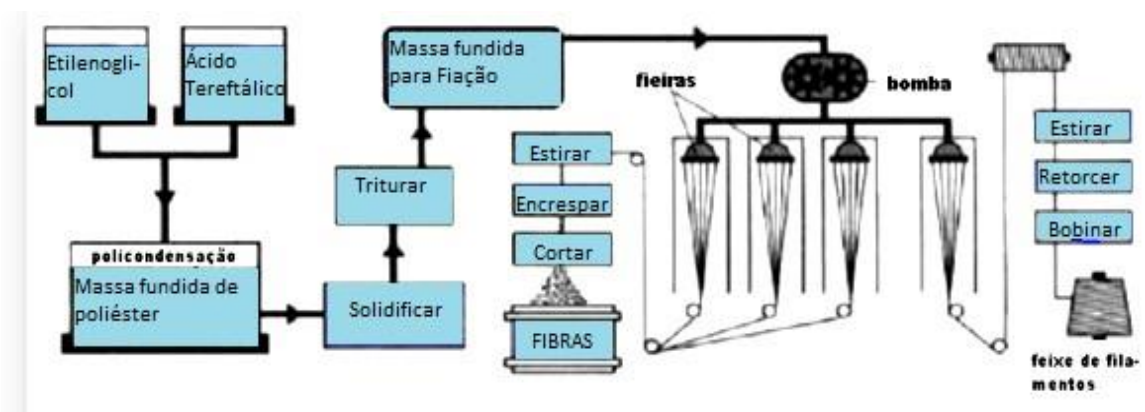 Etilenogli-
col
Ácido
Tereftálico
policondensação
Massa fundida de
poliéster
Solidificar
Triturar
Massa fundida
para Fiação
bomba
fieiras
Estirar
Encrespar
Cortar
FIBRAS
Estirar
Retorcer
Bobinar
feixe de fila-
mentos